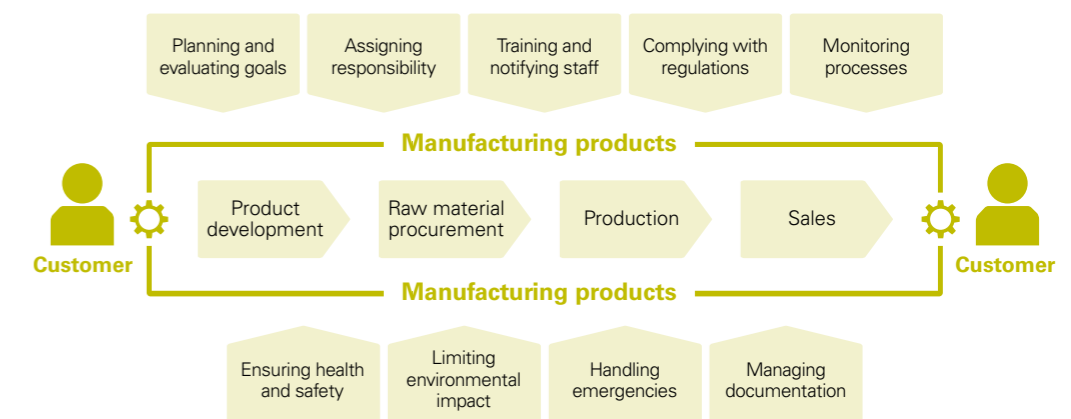 Planning and
evaluating goals
Assigning
responsibility
Training and
notifying staff
Complying with
regulations
Monitoring
processes
Manufacturing products
Customer
Product
development
Raw material
procurement
Production
Sales
Customer
Manufacturing products
Ensuring health
and safety
Limiting
environmental
impact
Handling
emergencies
Managing
documentation